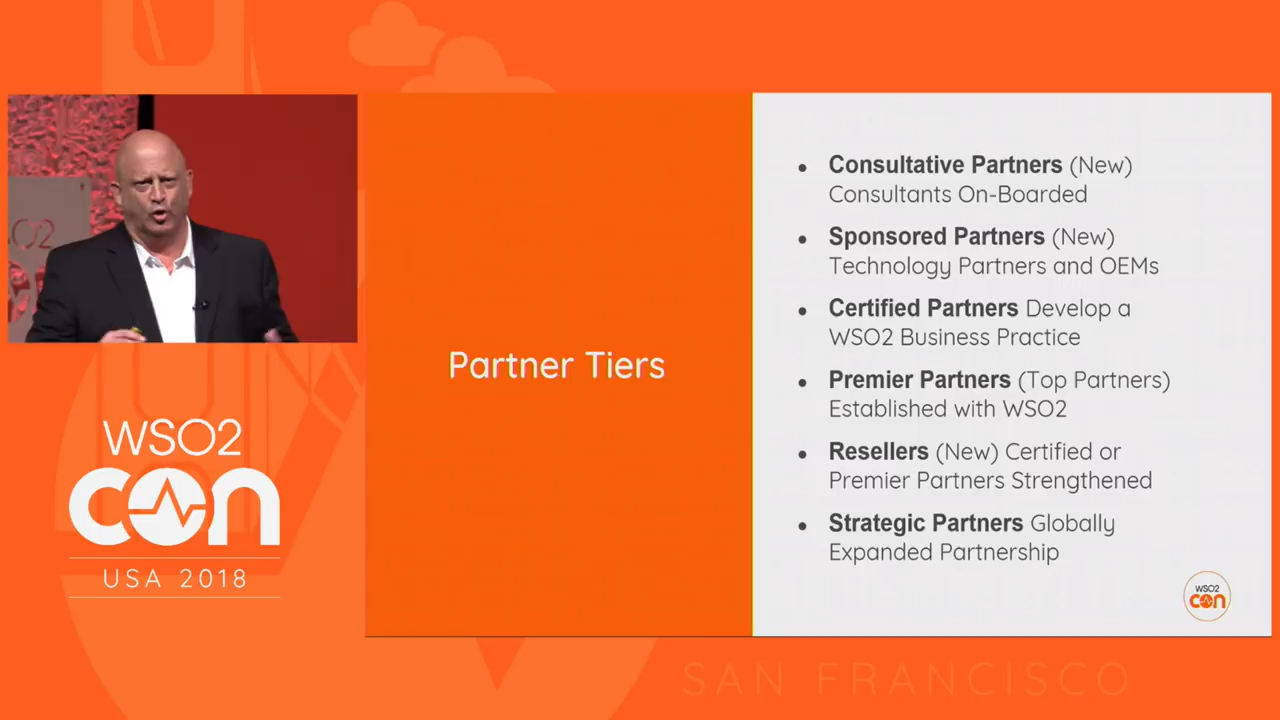 SO2
WSO2
con
USA 2018
Partner Tiers
• Consultative Partners (New)
Consultants On-Boarded
• Sponsored Partners (New)
Technology Partners and OEMs
• Certified Partners Develop a
WSO2 Business Practice
• Premier Partners (Top Partners)
Established with WSO2
• Resellers (New) Certified or
Premier Partners Strengthened
• Strategic Partners Globally
Expanded Partnership
WSO2
con
SAN FRANCISCO